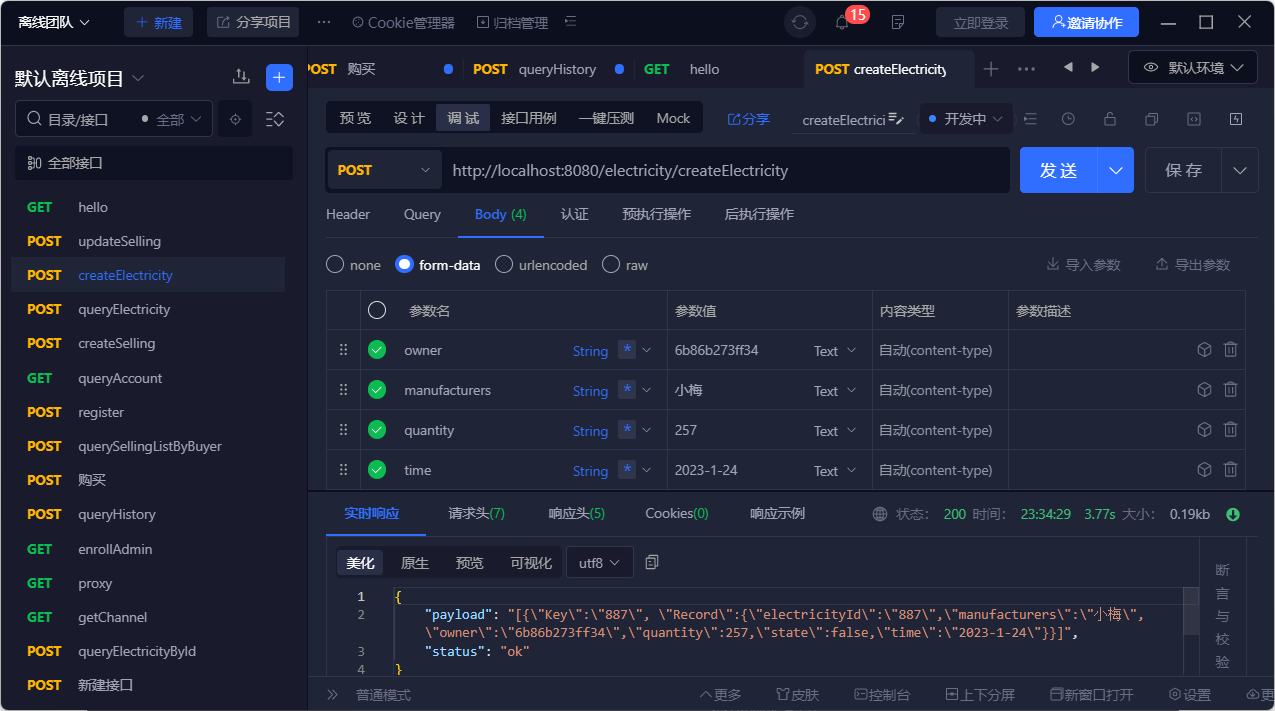 离线团队 新建 分享项目 ··· Cookie管理器 归档管理 15 立即登录 邀请协作
默认离线项目
POST 购买 POST queryHistory GET hello POST createElectricity 默认环境
目录/接口 全部
预览 设计 调试 接口用例 一键压测 Mock 分享 createElectrici 开发中
全部接口
GET hello
POST updateSelling
POST createElectricity
POST queryElectricity
POST createSelling
GET queryAccount
POST register
POST querySellingListByBuyer
POST 购买
POST queryHistory
GET enrollAdmin
GET proxy
GET getChannel
POST queryElectricityById
POST 新建接口
POST http://localhost:8080/electricity/createElectricity 发送 保存
Header Query Body (4) 认证 预执行操作 后执行操作
none form-data urlencoded raw 导入参数 导出参数
参数名 参数值 内容类型 参数描述
owner String * 6b86b273ff34 Text 自动(content-type)
manufacturers String * 小梅 Text 自动(content-type)
quantity String * 257 Text 自动(content-type)
time String * 2023-1-24 Text 自动(content-type)
实时响应 请求头(7) 响应头(5) Cookies(0) 响应示例 状态: 200 时间: 23:34:29 3.77s 大小: 0.19kb
美化 原生 预览 可视化 utf8
1 {
2 "payload": "[{\"Key\":\"887\", \"Record\":{\"electricityId\":\"887\",\"manufacturers\":\"小梅\",
\"owner\":\"6b86b273ff34\",\"quantity\":257,\"state\":false,\"time\":\"2023-1-24\"}}]",
3 "status": "ok"
4 }
断言与校验
普通模式 更多 皮肤 控制台 上下分屏 新窗口打开 设置 更